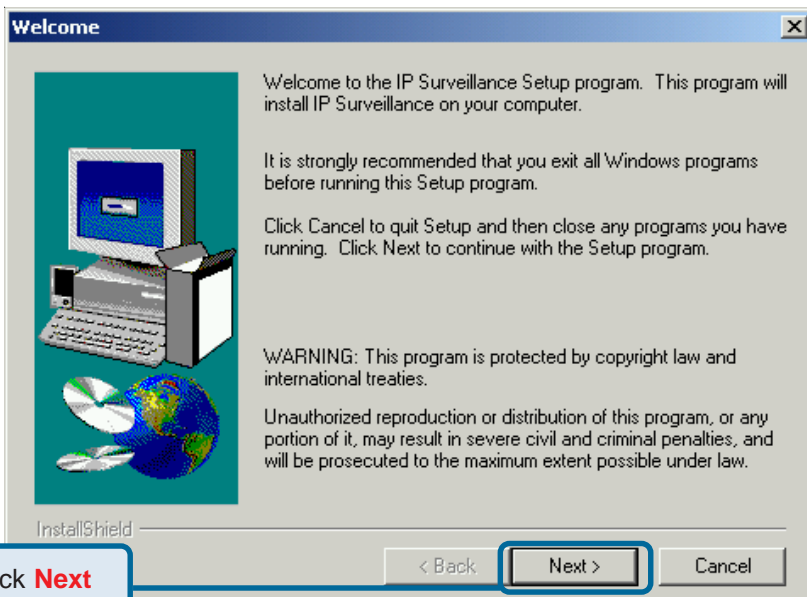 Welcome
Welcome to the IP Surveillance Setup program. This program will
install IP Surveillance on your computer.
It is strongly recommended that you exit all Windows programs
before running this Setup program.
Click Cancel to quit Setup and then close any programs you have
running. Click Next to continue with the Setup program.
WARNING: This program is protected by copyright law and
international treaties.
Unauthorized reproduction or distribution of this program, or any
portion of it, may result in severe civil and criminal penalties, and
will be prosecuted to the maximum extent possible under law.
InstallShield
< Back
Next >
Cancel
ck Next